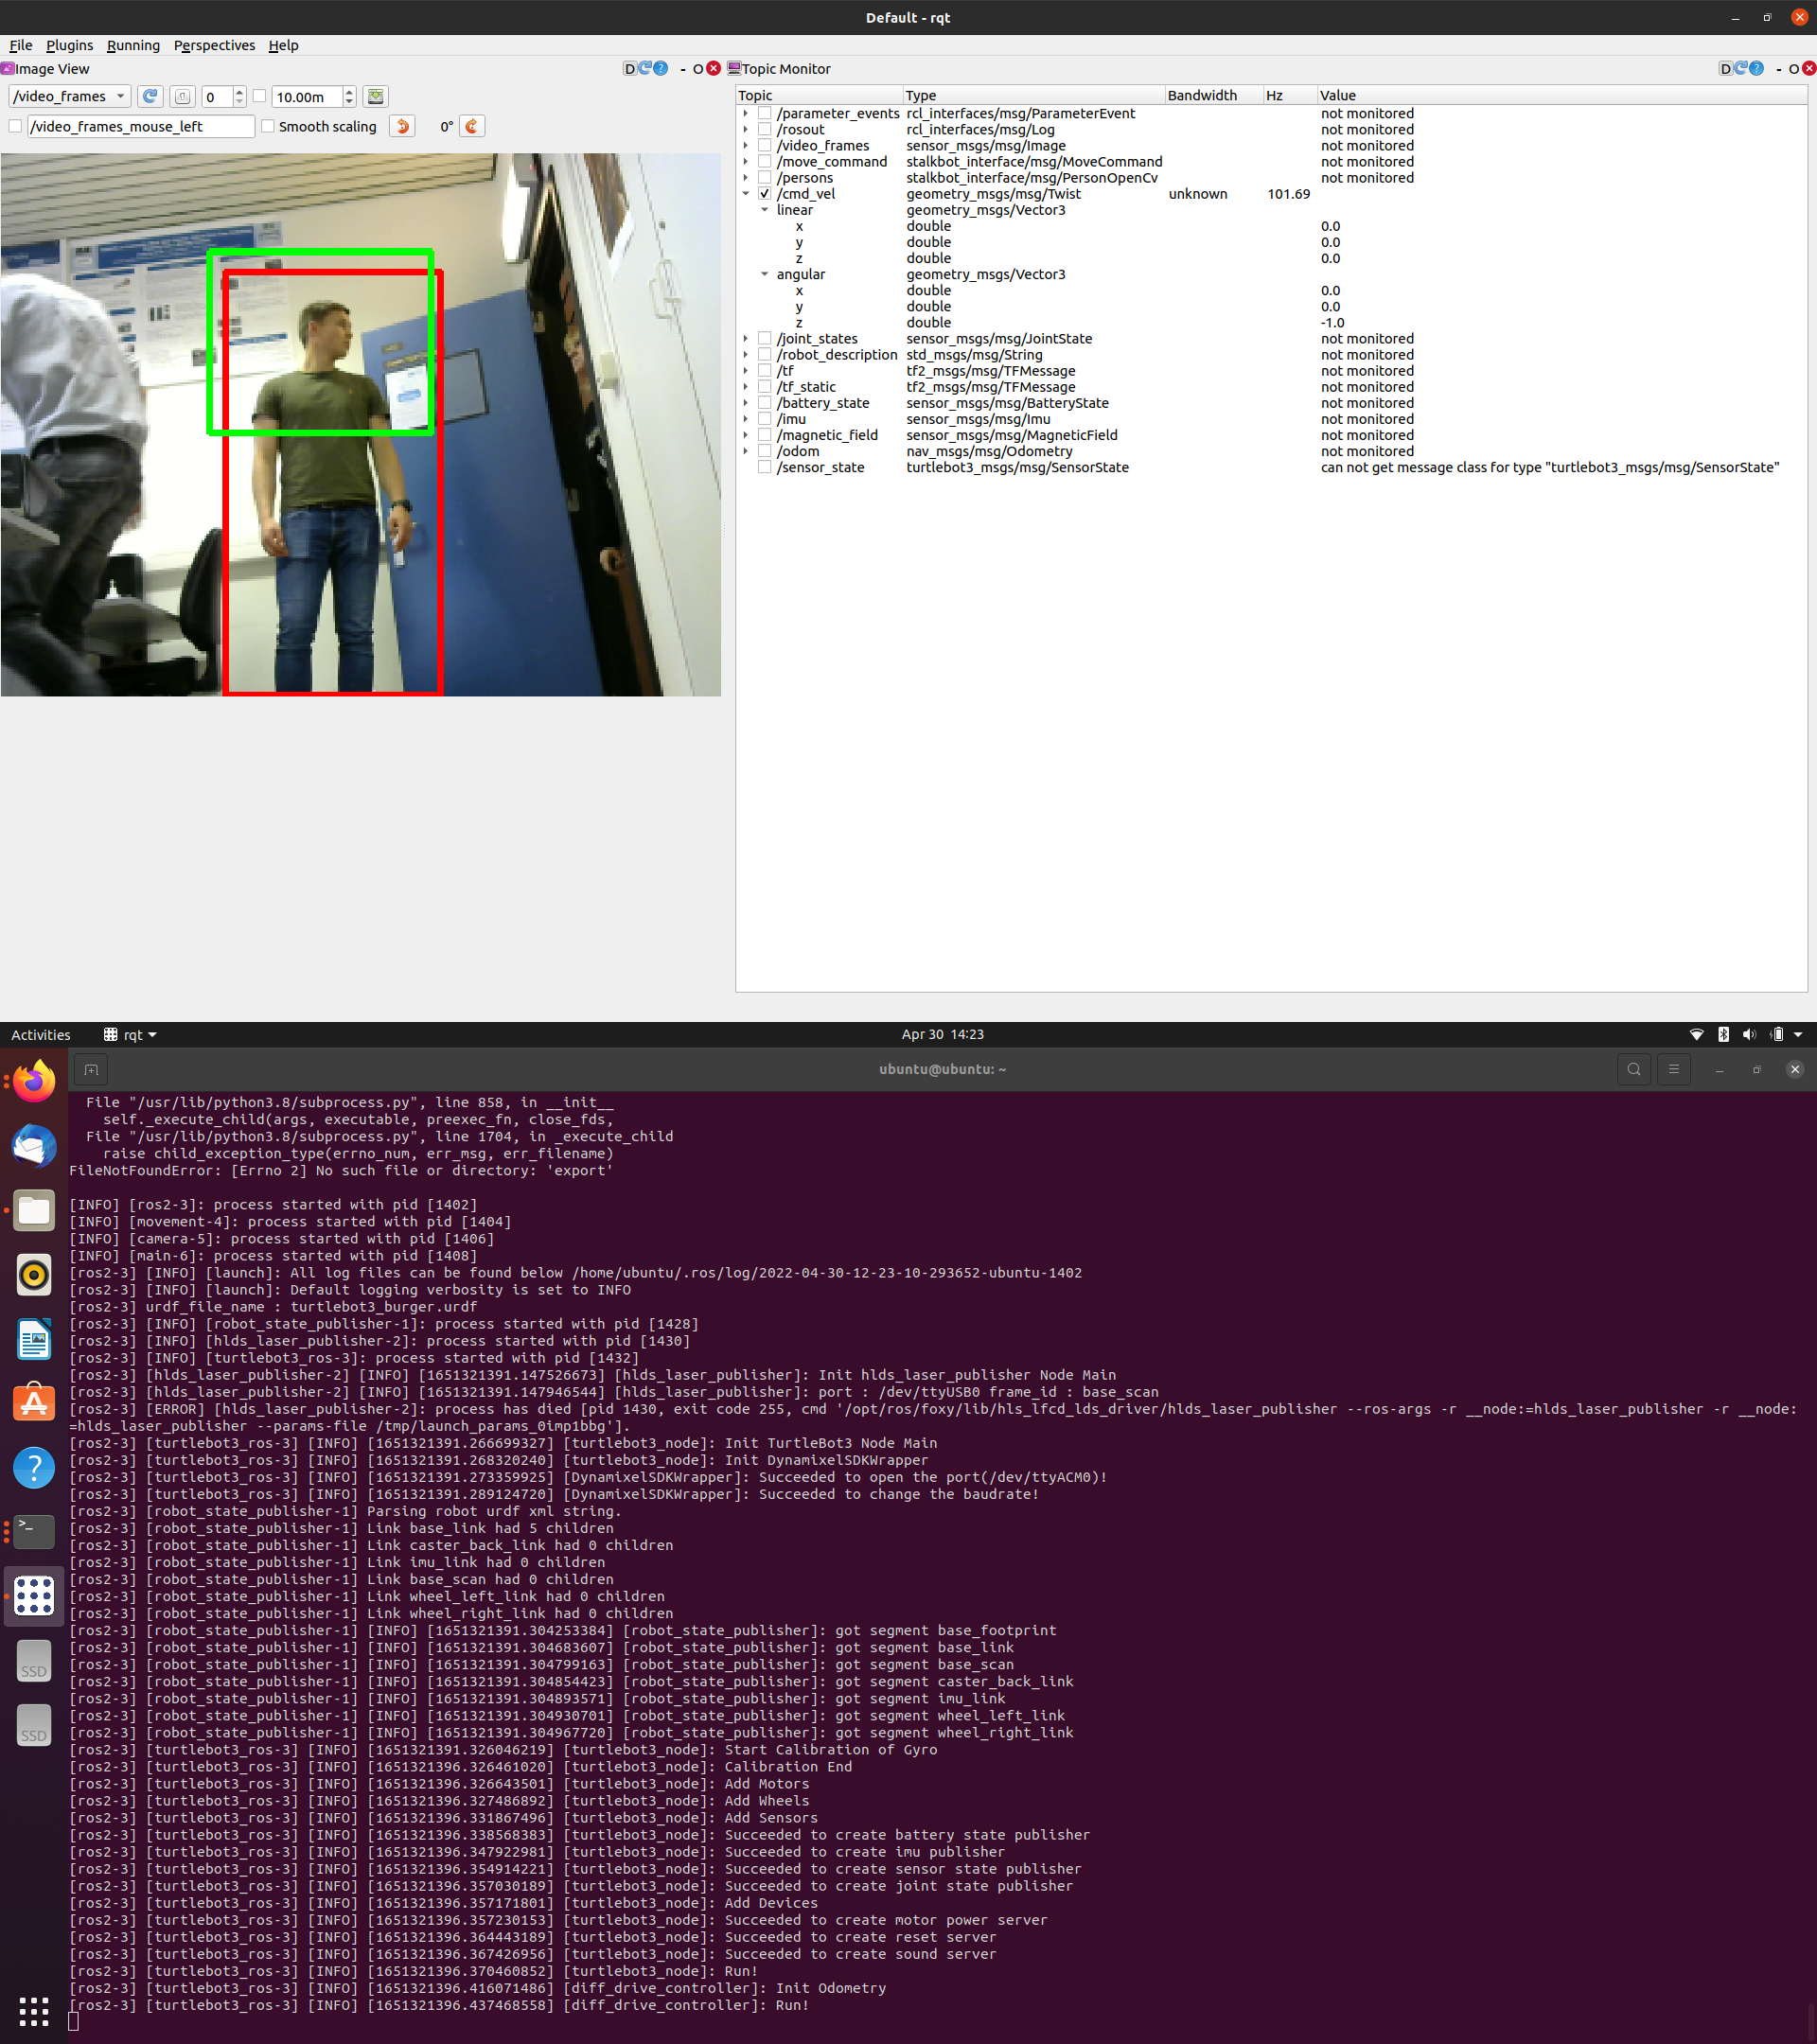 Default - rqt
File Plugins Running Perspectives Help
Image View
D ? - O
/video_frames 0 10.00m
/video_frames_mouse_left Smooth scaling 0°
Topic Monitor
D ? - O
Topic Type Bandwidth Hz Value
/parameter_events rcl_interfaces/msg/ParameterEvent not monitored
/rosout rcl_interfaces/msg/Log not monitored
/video_frames sensor_msgs/msg/Image not monitored
/move_command stalkbot_interface/msg/MoveCommand not monitored
/persons stalkbot_interface/msg/PersonOpenCv not monitored
/cmd_vel geometry_msgs/msg/Twist unknown 101.69
linear geometry_msgs/Vector3
x double 0.0
y double 0.0
z double 0.0
angular geometry_msgs/Vector3
x double 0.0
y double 0.0
z double -1.0
/joint_states sensor_msgs/msg/JointState not monitored
/robot_description std_msgs/msg/String not monitored
/tf tf2_msgs/msg/TFMessage not monitored
/tf_static tf2_msgs/msg/TFMessage not monitored
/battery_state sensor_msgs/msg/BatteryState not monitored
/imu sensor_msgs/msg/Imu not monitored
/magnetic_field sensor_msgs/msg/MagneticField not monitored
/odom nav_msgs/msg/Odometry not monitored
/sensor_state turtlebot3_msgs/msg/SensorState can not get message class for type "turtlebot3_msgs/msg/SensorState"
Activities rqt Apr 30 14:23
ubuntu@ubuntu: ~
File "/usr/lib/python3.8/subprocess.py", line 858, in __init__
self._execute_child(args, executable, preexec_fn, close_fds,
File "/usr/lib/python3.8/subprocess.py", line 1704, in _execute_child
raise child_exception_type(errno_num, err_msg, err_filename)
FileNotFoundError: [Errno 2] No such file or directory: 'export'
[INFO] [ros2-3]: process started with pid [1402]
[INFO] [movement-4]: process started with pid [1404]
[INFO] [camera-5]: process started with pid [1406]
[INFO] [main-6]: process started with pid [1408]
[ros2-3] [INFO] [launch]: All log files can be found below /home/ubuntu/.ros/log/2022-04-30-12-23-10-293652-ubuntu-1402
[ros2-3] [INFO] [launch]: Default logging verbosity is set to INFO
[ros2-3] urdf_file_name : turtlebot3_burger.urdf
[ros2-3] [INFO] [robot_state_publisher-1]: process started with pid [1428]
[ros2-3] [INFO] [hlds_laser_publisher-2]: process started with pid [1430]
[ros2-3] [INFO] [turtlebot3_ros-3]: process started with pid [1432]
[ros2-3] [hlds_laser_publisher-2] [INFO] [1651321391.147526673] [hlds_laser_publisher]: Init hlds_laser_publisher Node Main
[ros2-3] [hlds_laser_publisher-2] [INFO] [1651321391.147946544] [hlds_laser_publisher]: port : /dev/ttyUSB0 frame_id : base_scan
[ros2-3] [ERROR] [hlds_laser_publisher-2]: process has died [pid 1430, exit code 255, cmd '/opt/ros/foxy/lib/hls_lfcd_lds_driver/hlds_laser_publisher --ros-args -r __node:=hlds_laser_publisher -r __node:
=hlds_laser_publisher --params-file /tmp/launch_params_0imp1bbg'].
[ros2-3] [turtlebot3_ros-3] [INFO] [1651321391.266699327] [turtlebot3_node]: Init TurtleBot3 Node Main
[ros2-3] [turtlebot3_ros-3] [INFO] [1651321391.268320240] [turtlebot3_node]: Init DynamixelSDKWrapper
[ros2-3] [turtlebot3_ros-3] [INFO] [1651321391.273359925] [DynamixelSDKWrapper]: Succeeded to open the port(/dev/ttyACM0)!
[ros2-3] [turtlebot3_ros-3] [INFO] [1651321391.289124720] [DynamixelSDKWrapper]: Succeeded to change the baudrate!
[ros2-3] [robot_state_publisher-1] Parsing robot urdf xml string.
[ros2-3] [robot_state_publisher-1] Link base_link had 5 children
[ros2-3] [robot_state_publisher-1] Link caster_back_link had 0 children
[ros2-3] [robot_state_publisher-1] Link imu_link had 0 children
[ros2-3] [robot_state_publisher-1] Link base_scan had 0 children
[ros2-3] [robot_state_publisher-1] Link wheel_left_link had 0 children
[ros2-3] [robot_state_publisher-1] Link wheel_right_link had 0 children
[ros2-3] [robot_state_publisher-1] [INFO] [1651321391.304253384] [robot_state_publisher]: got segment base_footprint
[ros2-3] [robot_state_publisher-1] [INFO] [1651321391.304683607] [robot_state_publisher]: got segment base_link
[ros2-3] [robot_state_publisher-1] [INFO] [1651321391.304799163] [robot_state_publisher]: got segment base_scan
[ros2-3] [robot_state_publisher-1] [INFO] [1651321391.304854423] [robot_state_publisher]: got segment caster_back_link
[ros2-3] [robot_state_publisher-1] [INFO] [1651321391.304893571] [robot_state_publisher]: got segment imu_link
[ros2-3] [robot_state_publisher-1] [INFO] [1651321391.304930701] [robot_state_publisher]: got segment wheel_left_link
[ros2-3] [robot_state_publisher-1] [INFO] [1651321391.304967720] [robot_state_publisher]: got segment wheel_right_link
[ros2-3] [turtlebot3_ros-3] [INFO] [1651321391.326046219] [turtlebot3_node]: Start Calibration of Gyro
[ros2-3] [turtlebot3_ros-3] [INFO] [1651321396.326461020] [turtlebot3_node]: Calibration End
[ros2-3] [turtlebot3_ros-3] [INFO] [1651321396.326643501] [turtlebot3_node]: Add Motors
[ros2-3] [turtlebot3_ros-3] [INFO] [1651321396.327486892] [turtlebot3_node]: Add Wheels
[ros2-3] [turtlebot3_ros-3] [INFO] [1651321396.331867496] [turtlebot3_node]: Add Sensors
[ros2-3] [turtlebot3_ros-3] [INFO] [1651321396.338568383] [turtlebot3_node]: Succeeded to create battery state publisher
[ros2-3] [turtlebot3_ros-3] [INFO] [1651321396.347922981] [turtlebot3_node]: Succeeded to create imu publisher
[ros2-3] [turtlebot3_ros-3] [INFO] [1651321396.354914221] [turtlebot3_node]: Succeeded to create sensor state publisher
[ros2-3] [turtlebot3_ros-3] [INFO] [1651321396.357030189] [turtlebot3_node]: Succeeded to create joint state publisher
[ros2-3] [turtlebot3_ros-3] [INFO] [1651321396.357171801] [turtlebot3_node]: Add Devices
[ros2-3] [turtlebot3_ros-3] [INFO] [1651321396.357230153] [turtlebot3_node]: Succeeded to create motor power server
[ros2-3] [turtlebot3_ros-3] [INFO] [1651321396.364443189] [turtlebot3_node]: Succeeded to create reset server
[ros2-3] [turtlebot3_ros-3] [INFO] [1651321396.367426956] [turtlebot3_node]: Succeeded to create sound server
[ros2-3] [turtlebot3_ros-3] [INFO] [1651321396.370460852] [turtlebot3_node]: Run!
[ros2-3] [turtlebot3_ros-3] [INFO] [1651321396.416071486] [diff_drive_controller]: Init Odometry
[ros2-3] [turtlebot3_ros-3] [INFO] [1651321396.437468558] [diff_drive_controller]: Run!
SSD
SSD